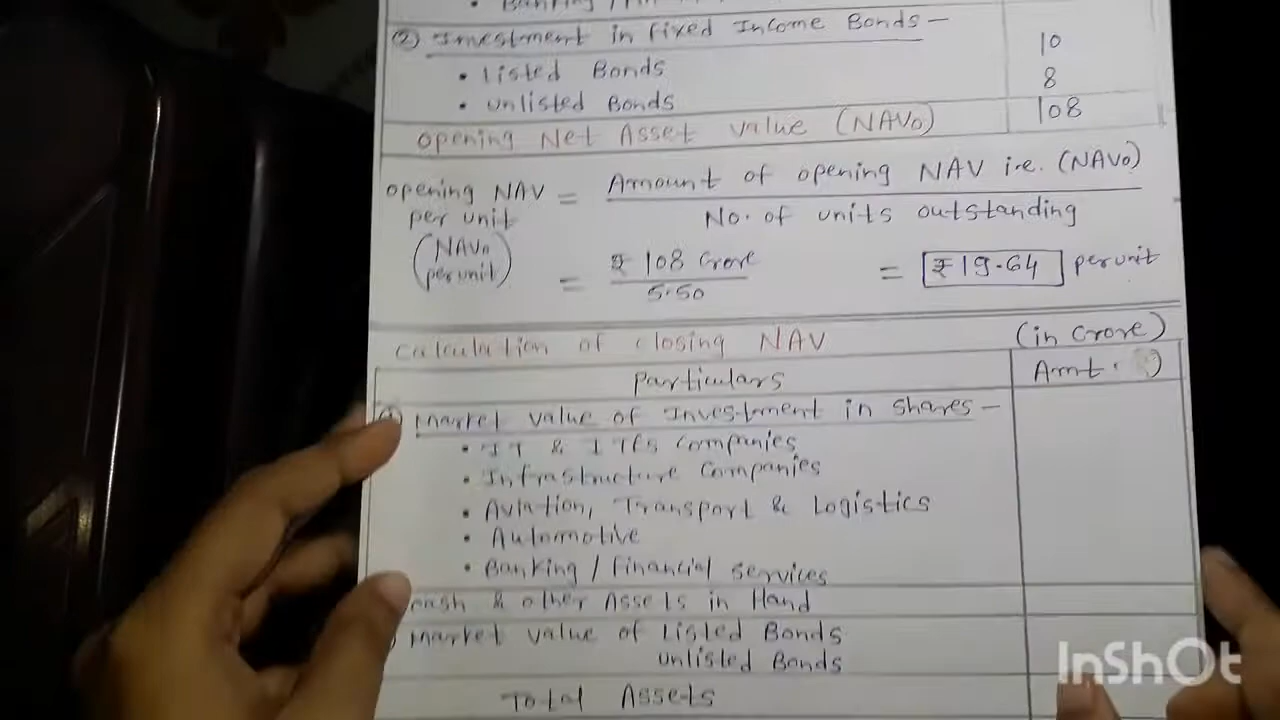 ② Investment in Fixed Income Bonds -
• Listed Bonds 10
• Unlisted Bonds 8
Opening Net Asset Value (NAV₀) 108
Opening NAV per unit (NAV₀ per unit) = Amount of opening NAV i.e. (NAV₀) / No. of units outstanding
= ₹ 108 Crore / 5.50 = ₹19.64 per unit
Calculation of closing NAV (in Crore)
Particulars Amt.
Market value of Investment in shares -
• IT & ITES Companies
• Infrastructure Companies
• Aviation, Transport & Logistics
• Automotive
• Banking / Financial services
Cash & other Assets in Hand
Market value of Listed Bonds
Unlisted Bonds
Total Assets
InShOt